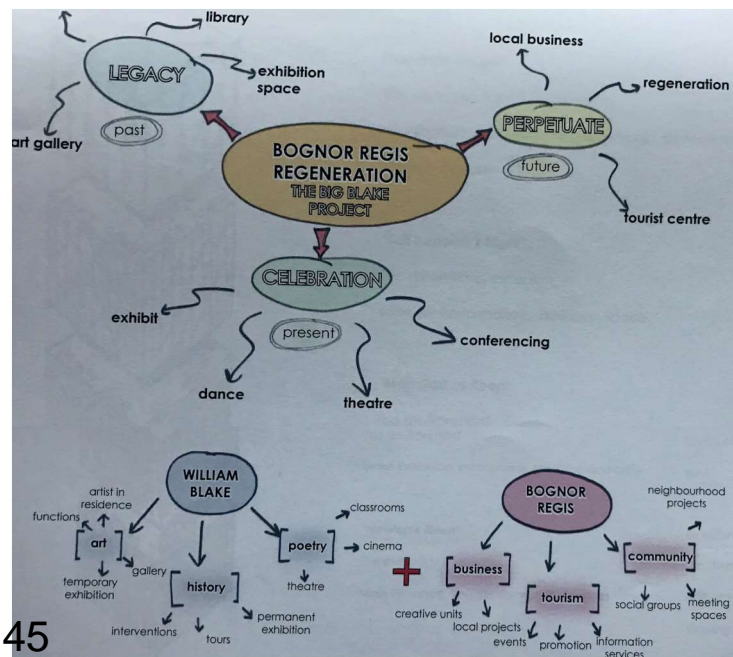 library
LEGACY
exhibition
space
art gallery
past
local business
regeneration
PERPETUATE
future
tourist centre
BOGNOR REGIS
REGENERATION
THE BIG BLAKE
PROJECT
CELEBRATION
exhibit
present
conferencing
dance
theatre
WILLIAM
BLAKE
artist in
residence
functions
art
gallery
temporary
exhibition
history
interventions
tours
permanent
exhibition
poetry
classrooms
cinema
theatre
+
BOGNOR
REGIS
business
creative units
local projects
tourism
events
promotion
information
services
community
neighbourhood
projects
social groups
meeting
spaces
45